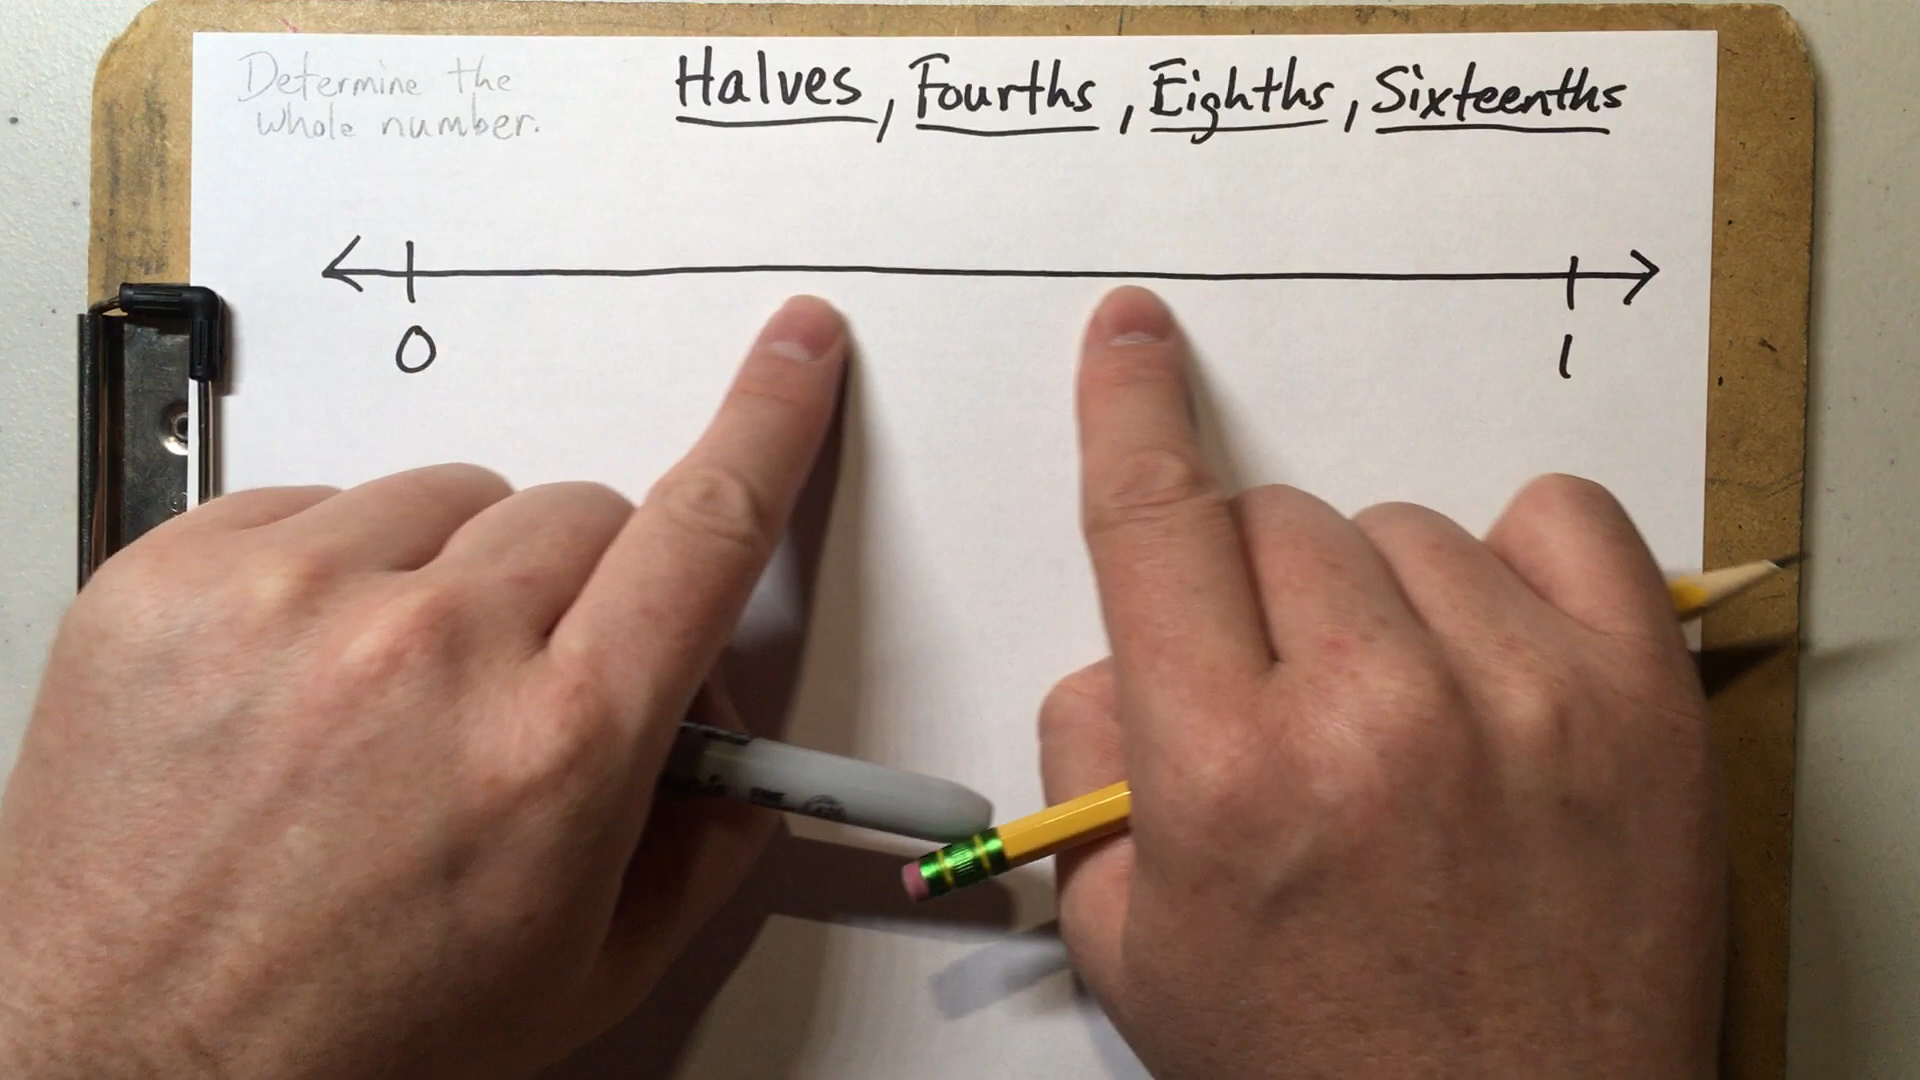 Determine the
whole number.
Halves, Fourths, Eighths, Sixteenths
0 1